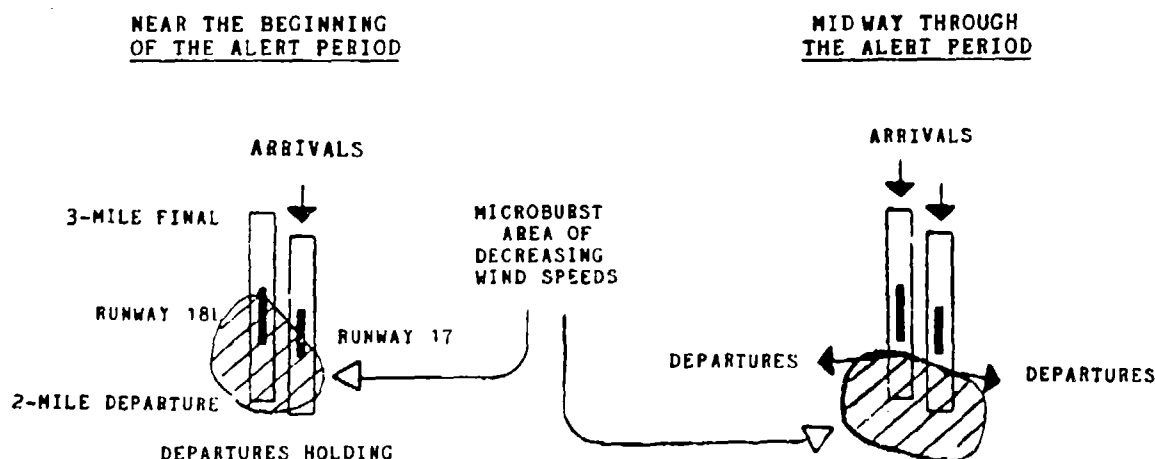 NEAR THE BEGINNING
OF THE ALERT PERIOD
MIDWAY THROUGH
THE ALERT PERIOD
ARRIVALS
3-MILE FINAL
RUNWAY 18L
RUNWAY 17
2-MILE DEPARTURE
DEPARTURES HOLDING
MICROBURST
AREA OF
DECREASING
WIND SPEEDS
ARRIVALS
DEPARTURES
DEPARTURES